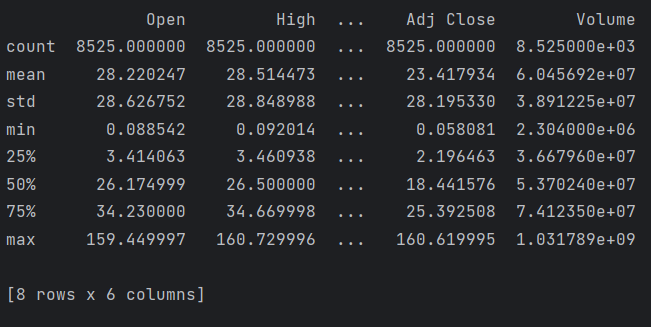 Open         High  ...    Adj Close        Volume
count  8525.000000  8525.000000  ...  8525.000000  8.525000e+03
mean     28.220247    28.514473  ...    23.417934  6.045692e+07
std      28.626752    28.848988  ...    28.195330  3.891225e+07
min       0.088542     0.092014  ...     0.058081  2.304000e+06
25%       3.414063     3.460938  ...     2.196463  3.667960e+07
50%      26.174999    26.500000  ...    18.441576  5.370240e+07
75%      34.230000    34.669998  ...    25.392508  7.412350e+07
max     159.449997   160.729996  ...   160.619995  1.031789e+09

[8 rows x 6 columns]